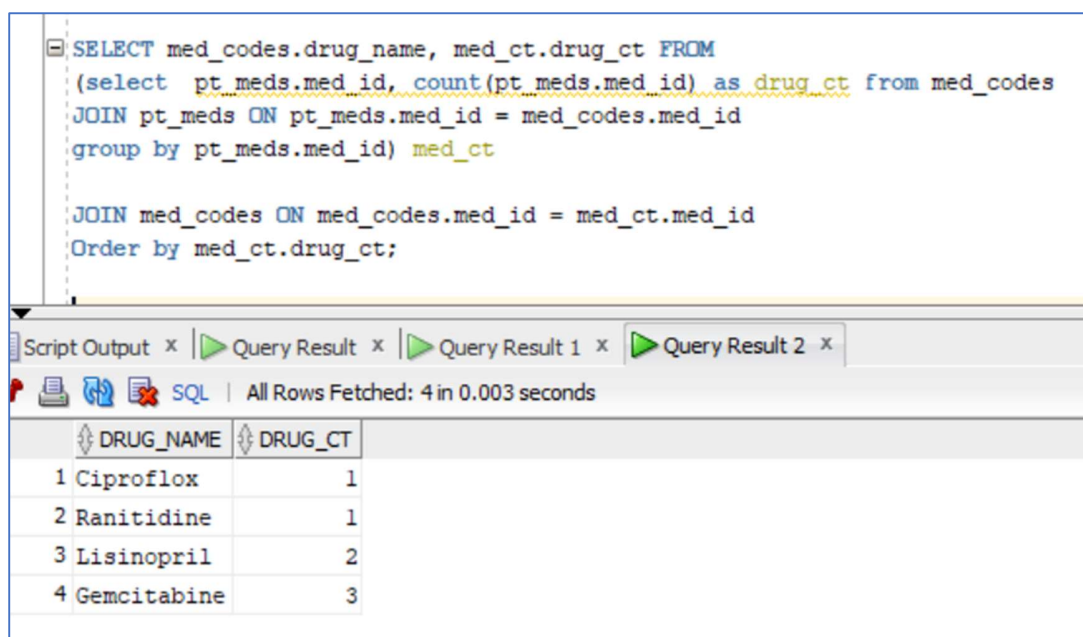 SELECT med_codes.drug_name, med_ct.drug_ct FROM
(select  pt_meds.med_id, count(pt_meds.med_id) as drug_ct from med_codes
JOIN pt_meds ON pt_meds.med_id = med_codes.med_id
group by pt_meds.med_id) med_ct
JOIN med_codes ON med_codes.med_id = med_ct.med_id
Order by med_ct.drug_ct;
Script Output x Query Result x Query Result 1 x Query Result 2 x
SQL | All Rows Fetched: 4 in 0.003 seconds
DRUG_NAME DRUG_CT
1 Ciproflox 1
2 Ranitidine 1
3 Lisinopril 2
4 Gemcitabine 3